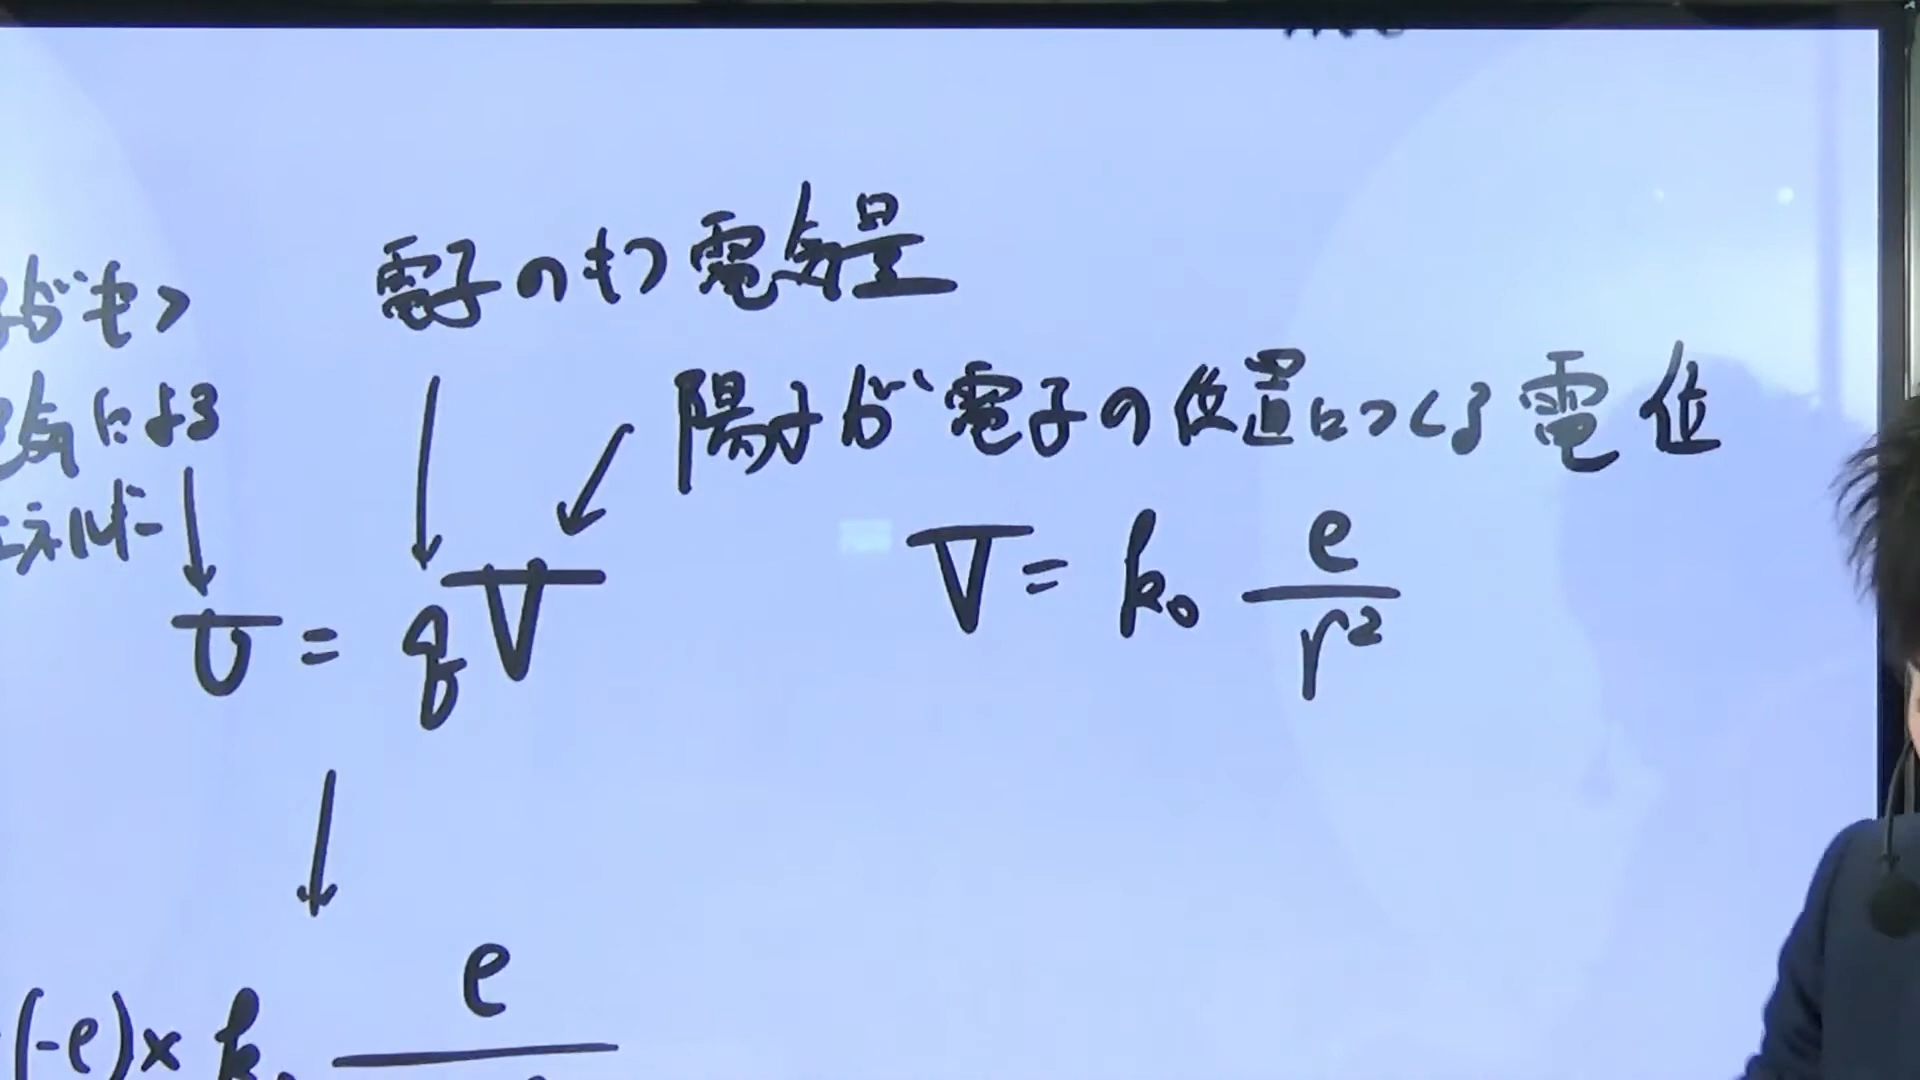 電子のもつ電気量
がもつ
陽子が電子の位置につくる電位
気による
エネルギー
V = k₀ e/r²
U = qV
(-e)× k₀ e